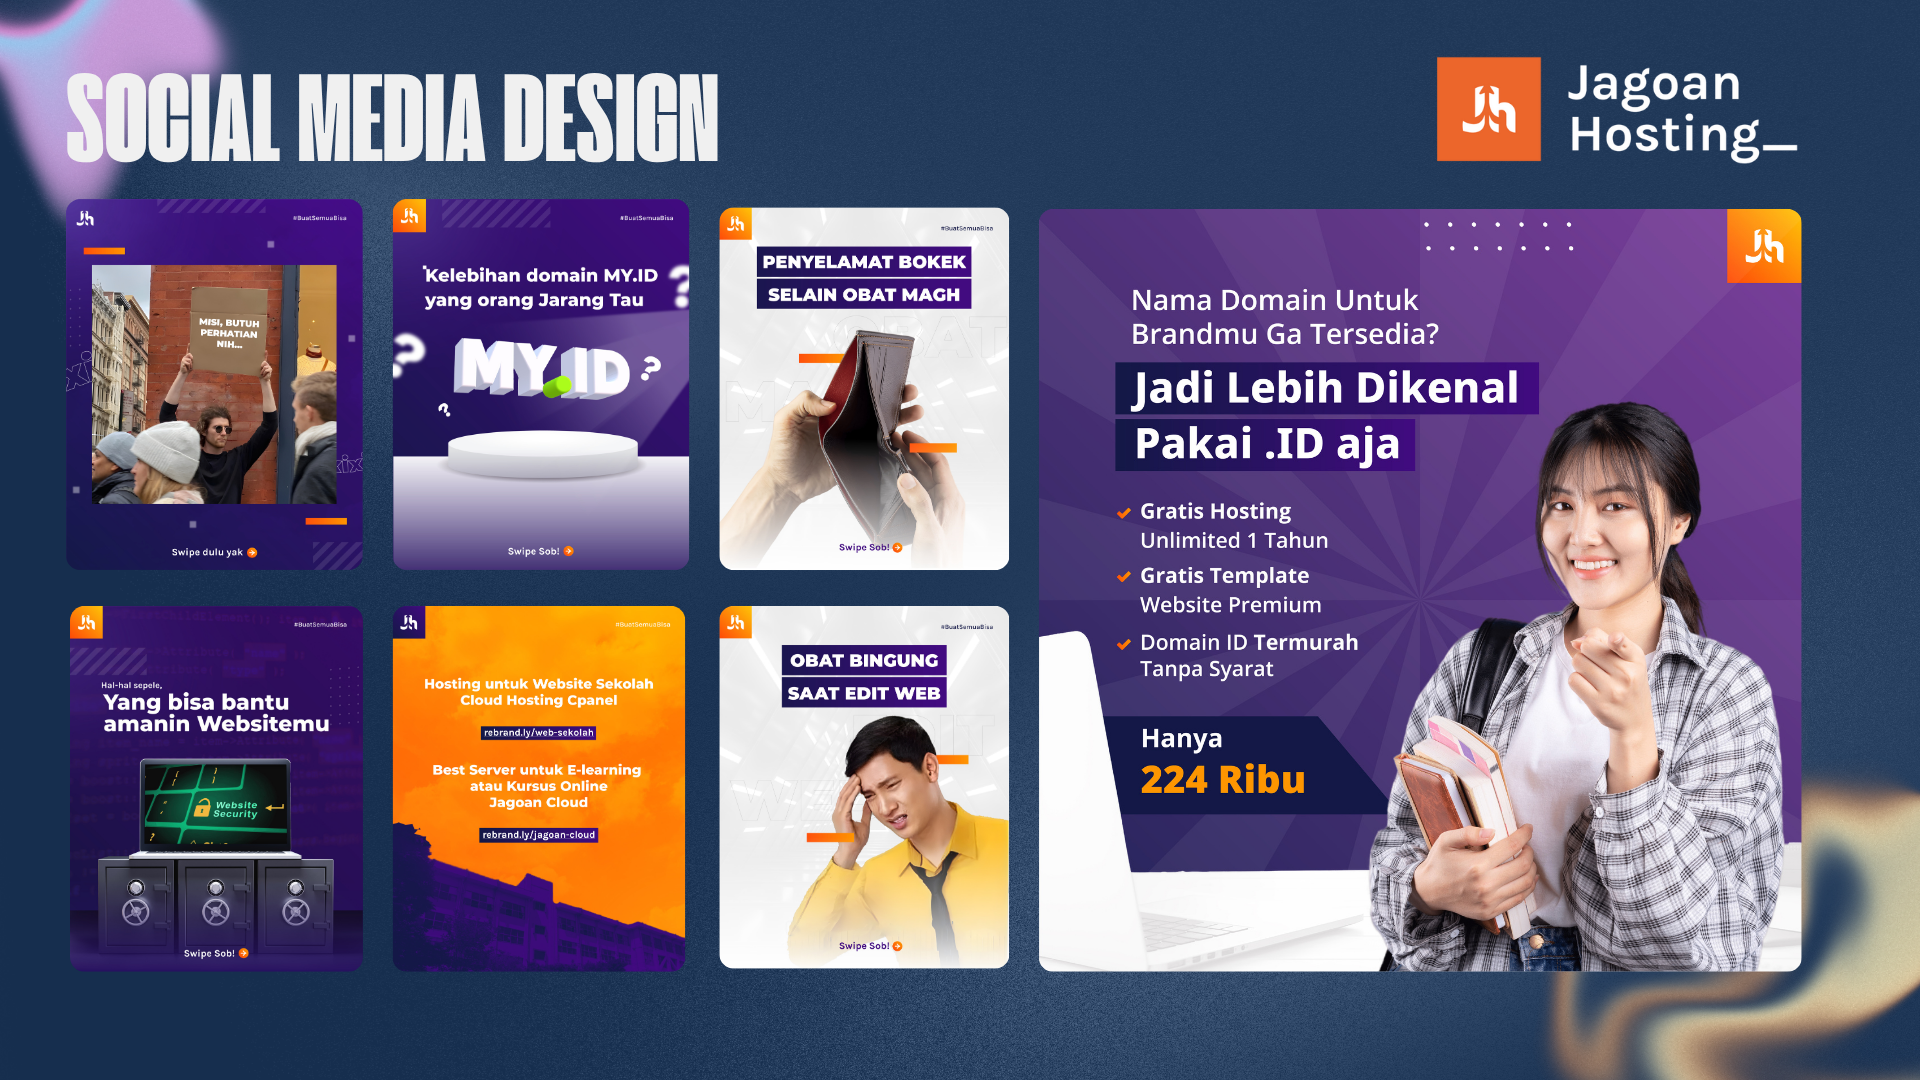 SOCIAL MEDIA DESIGN
Jagoan
Hosting_
#BuatSemuaBisa
MISI, BUTUH
PERHATIAN
NIH...
Swipe dulu yak
#BuatSemuaBisa
Kelebihan domain MY.ID
yang orang Jarang Tau
MY.ID
Swipe Sob!
#BuatSemuaBisa
PENYELAMAT BOKEK
SELAIN OBAT MAGH
Swipe Sob!
Nama Domain Untuk
Brandmu Ga Tersedia?
Jadi Lebih Dikenal
Pakai .ID aja
Gratis Hosting
Unlimited 1 Tahun
Gratis Template
Website Premium
Domain ID Termurah
Tanpa Syarat
Hanya
224 Ribu
#BuatSemuaBisa
Hal-hal sepele,
Yang bisa bantu
amanin Websitemu
Website
Security
Swipe Sob!
#BuatSemuaBisa
Hosting untuk Website Sekolah
Cloud Hosting Cpanel
rebrand.ly/web-sekolah
Best Server untuk E-learning
atau Kursus Online
Jagoan Cloud
rebrand.ly/jagoan-cloud
#BuatSemuaBisa
OBAT BINGUNG
SAAT EDIT WEB
Swipe Sob!